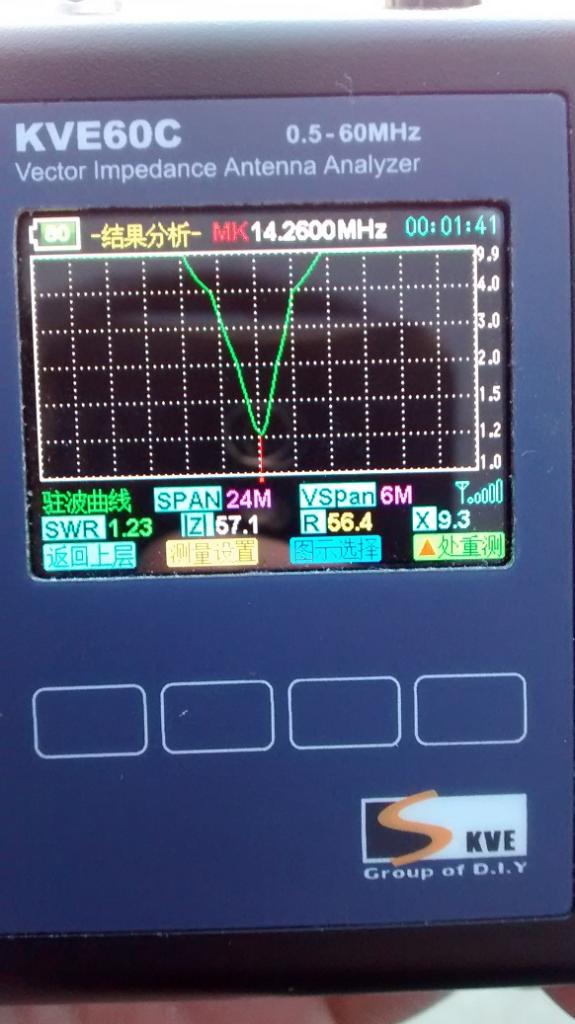 KVE60C 0.5-60MHz
Vector Impedance Antenna Analyzer
80 -结果分析- MK 14.2600MHz 00:01:41
9.9
4.0
3.0
2.0
1.5
1.2
1.0
驻波曲线 SPAN 24M VSpan 6M
SWR 1.23 |Z| 57.1 R 56.4 X 9.3
返回上层 测量设置 图示选择 ▲处重测
S KVE
Group of D.I.Y